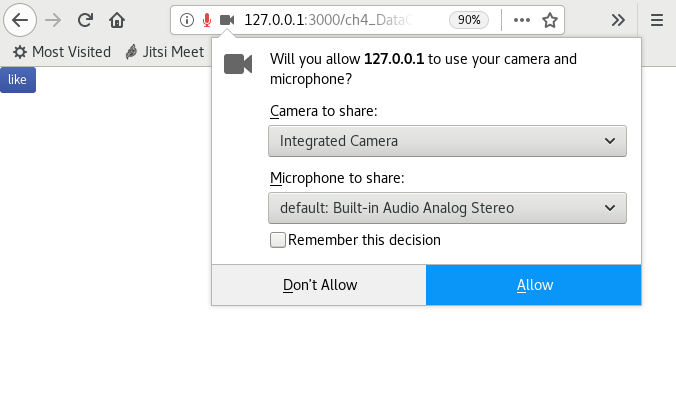 127.0.0.1:3000/ch4_Data
90%
Most Visited
Jitsi Meet
like
Will you allow 127.0.0.1 to use your camera and
microphone?
Camera to share:
Integrated Camera
Microphone to share:
default: Built-in Audio Analog Stereo
Remember this decision
Don't Allow
Allow